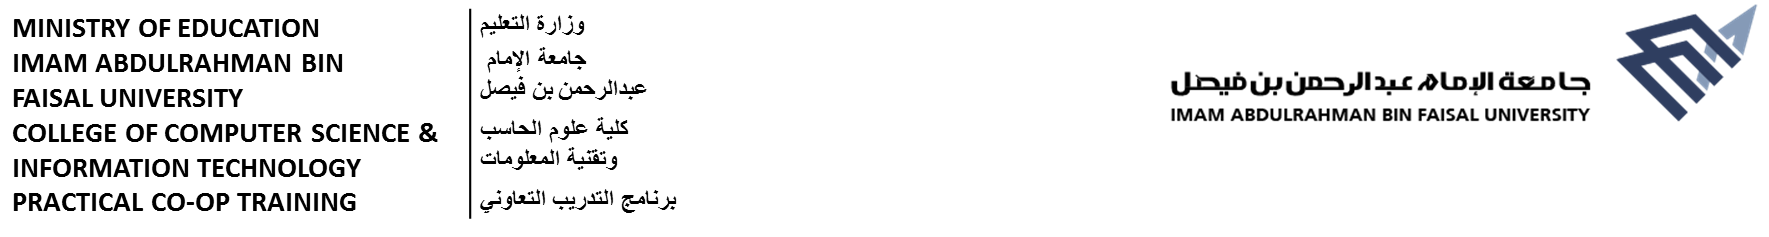 MINISTRY OF EDUCATION
IMAM ABDULRAHMAN BIN
FAISAL UNIVERSITY
COLLEGE OF COMPUTER SCIENCE &
INFORMATION TECHNOLOGY
PRACTICAL CO-OP TRAINING
وزارة التعليم
جامعة الإمام
عبدالرحمن بن فيصل
كلية علوم الحاسب
وتقنية المعلومات
برنامج التدريب التعاوني
جامعة الإمام عبدالرحمن بن فيصل
IMAM ABDULRAHMAN BIN FAISAL UNIVERSITY